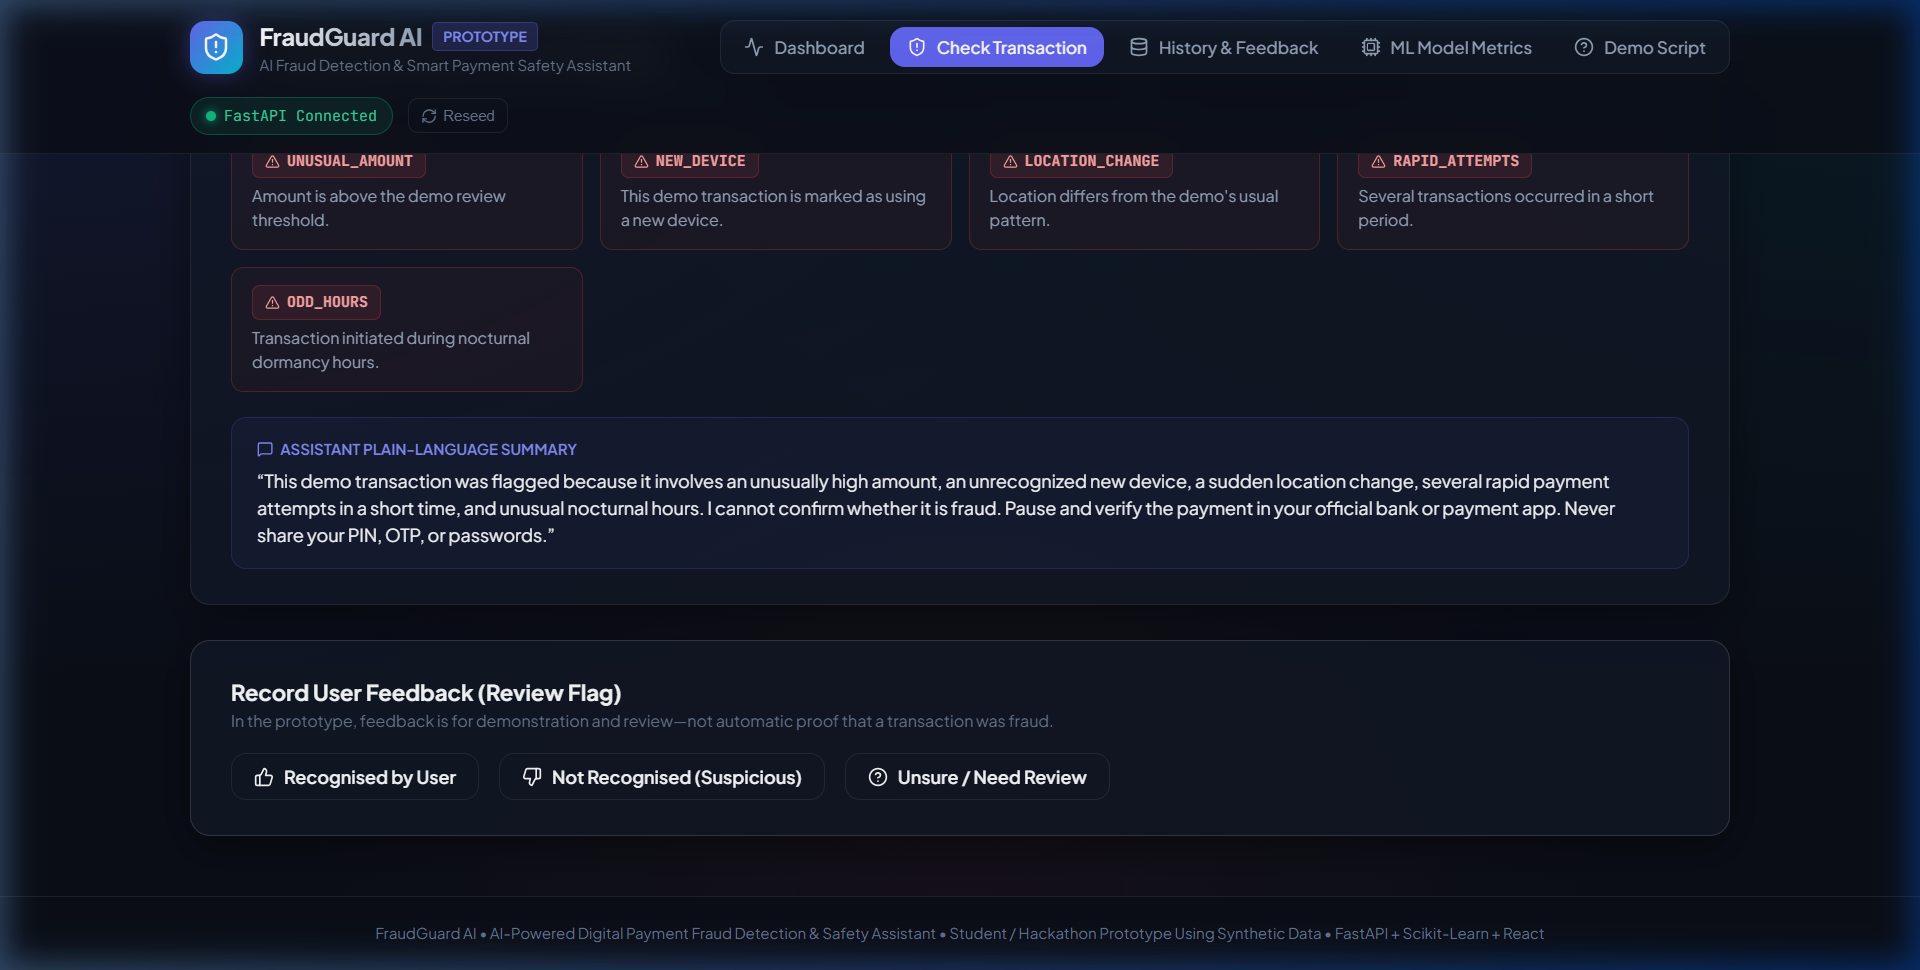 FraudGuard AI PROTOTYPE
AI Fraud Detection & Smart Payment Safety Assistant
Dashboard
Check Transaction
History & Feedback
ML Model Metrics
Demo Script
FastAPI Connected
Reseed
UNUSUAL_AMOUNT
Amount is above the demo review
threshold.
NEW_DEVICE
This demo transaction is marked as using
a new device.
LOCATION_CHANGE
Location differs from the demo's usual
pattern.
RAPID_ATTEMPTS
Several transactions occurred in a short
period.
ODD_HOURS
Transaction initiated during nocturnal
dormancy hours.
ASSISTANT PLAIN-LANGUAGE SUMMARY
“This demo transaction was flagged because it involves an unusually high amount, an unrecognized new device, a sudden location change, several rapid payment
attempts in a short time, and unusual nocturnal hours. I cannot confirm whether it is fraud. Pause and verify the payment in your official bank or payment app. Never
share your PIN, OTP, or passwords.”
Record User Feedback (Review Flag)
In the prototype, feedback is for demonstration and review—not automatic proof that a transaction was fraud.
Recognised by User
Not Recognised (Suspicious)
Unsure / Need Review
FraudGuard AI • AI-Powered Digital Payment Fraud Detection & Safety Assistant • Student / Hackathon Prototype Using Synthetic Data • FastAPI + Scikit-Learn + React